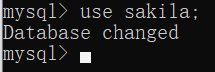 mysql> use sakila;
Database changed
mysql>